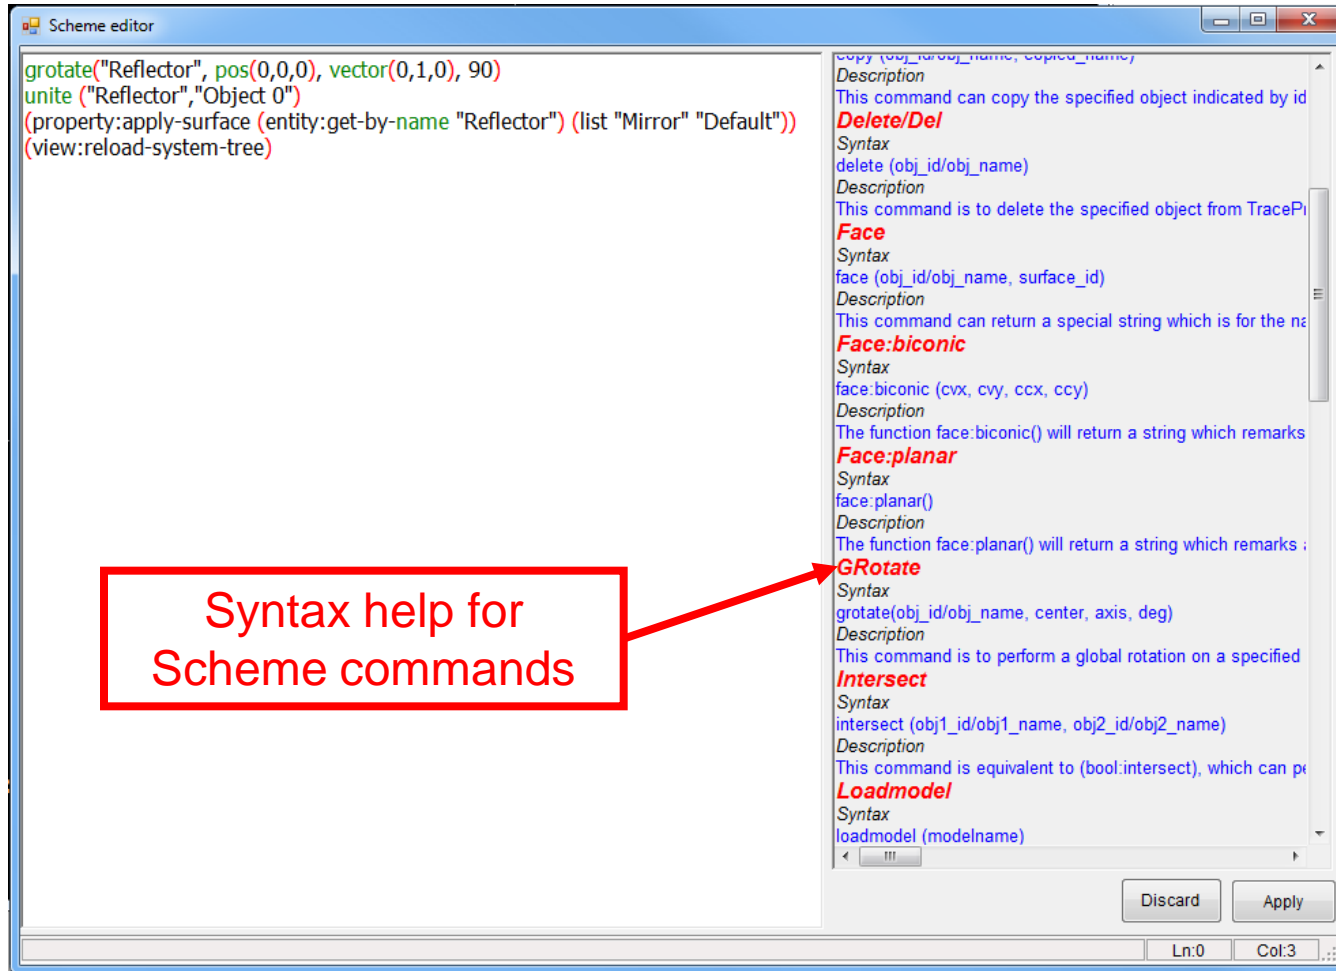 Scheme editor
grotate("Reflector", pos(0,0,0), vector(0,1,0), 90)
unite ("Reflector","Object 0")
(property:apply-surface (entity:get-by-name "Reflector") (list "Mirror" "Default"))
(view:reload-system-tree)
copy (obj_id/obj_name, copied_name)
Description
This command can copy the specified object indicated by id
Delete/Del
Syntax
delete (obj_id/obj_name)
Description
This command is to delete the specified object from TracePr
Face
Syntax
face (obj_id/obj_name, surface_id)
Description
This command can return a special string which is for the na
Face:biconic
Syntax
face:biconic (cvx, cvy, ccx, ccy)
Description
The function face:biconic() will return a string which remarks
Face:planar
Syntax
face:planar()
Description
The function face:planar() will return a string which remarks
GRotate
Syntax
grotate(obj_id/obj_name, center, axis, deg)
Description
This command is to perform a global rotation on a specified
Intersect
Syntax
intersect (obj1_id/obj1_name, obj2_id/obj2_name)
Description
This command is equivalent to (bool:intersect), which can pe
Loadmodel
Syntax
loadmodel (modelname)
Syntax help for
Scheme commands
Discard
Apply
Ln:0
Col:3